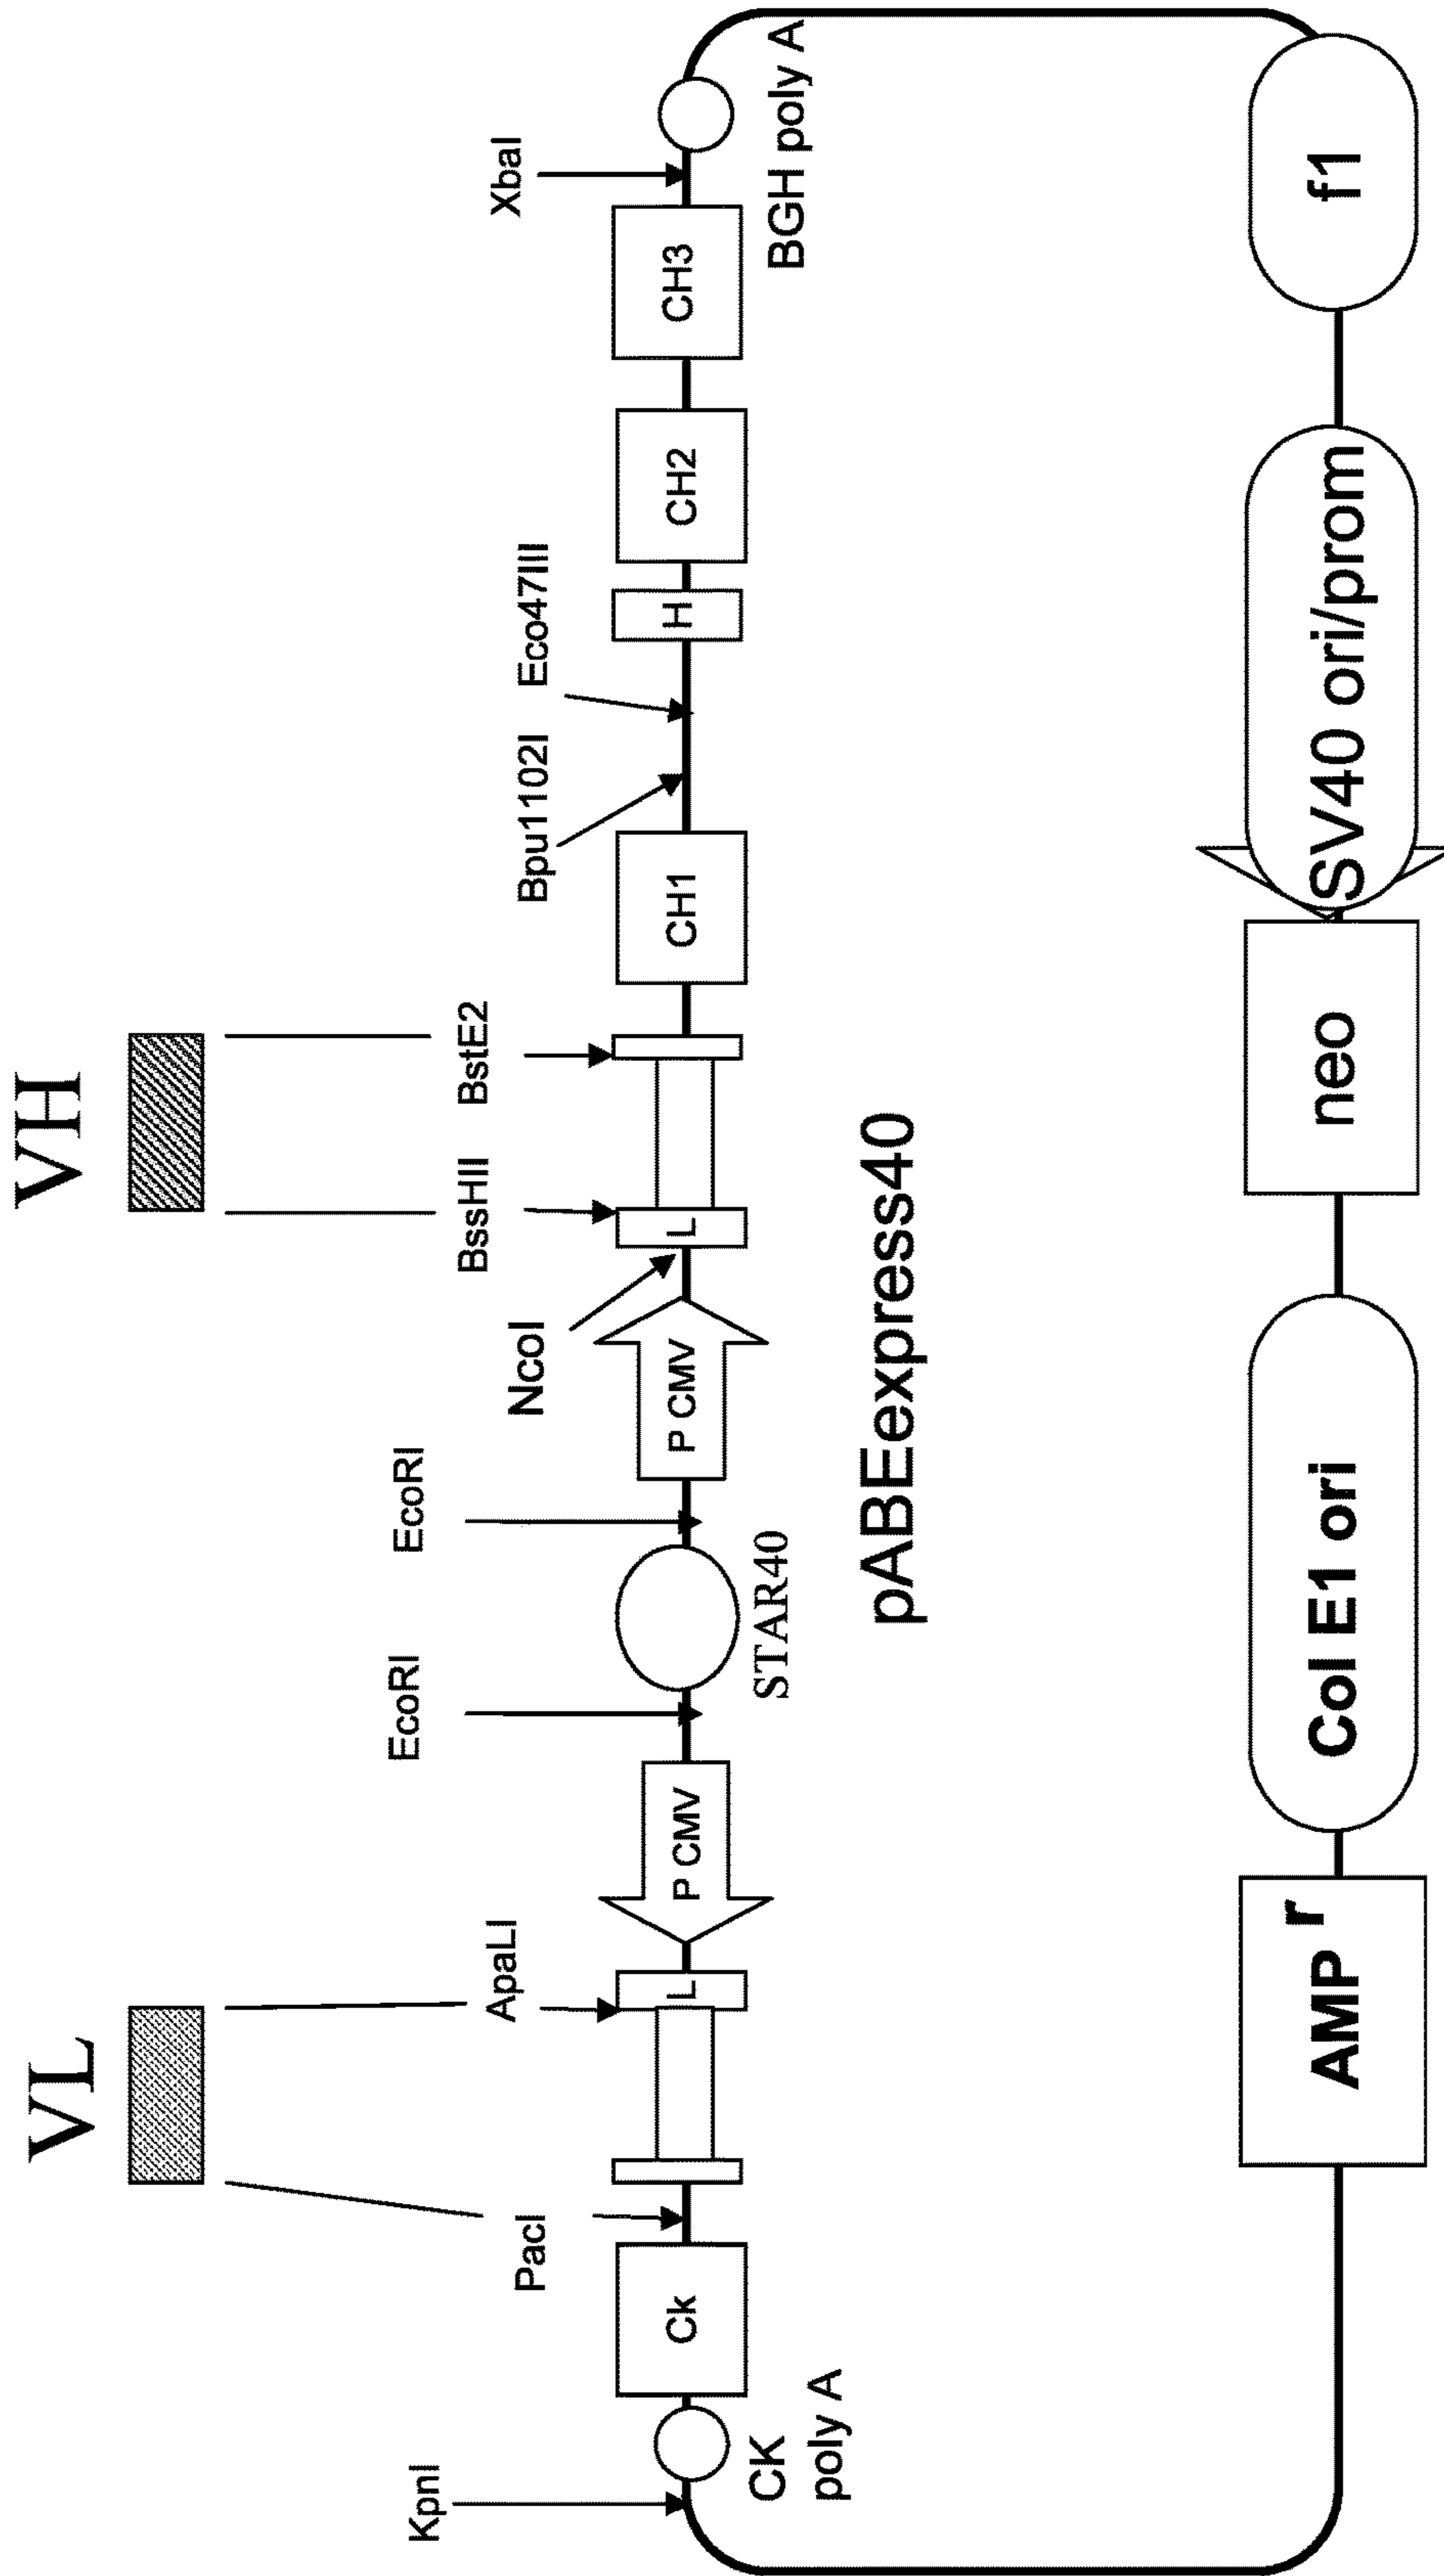 VL
VH
KpnI
PacI
ApaLI
EcoRI
EcoRI
NcoI
BssHII
BstE2
Bpu1102I
Eco47III
XbaI
Ck
L
P CMV
P CMV
L
CH1
H
CH2
CH3
CK
poly A
STAR40
BGH poly A
pABEexpress40
AMP r
Col E1 ori
neo
SV40 ori/prom
f1